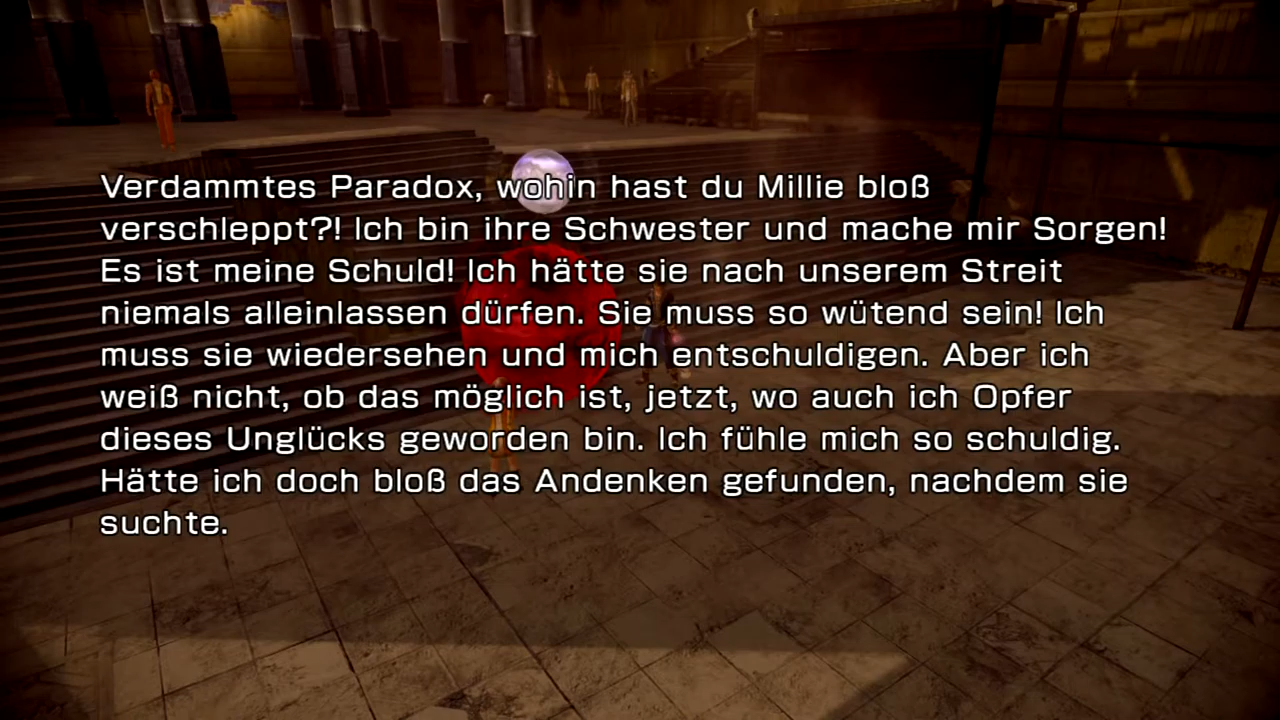 Verdammtes Paradox, wohin hast du Millie bloß
verschleppt?! Ich bin ihre Schwester und mache mir Sorgen!
Es ist meine Schuld! Ich hätte sie nach unserem Streit
niemals alleinlassen dürfen. Sie muss so wütend sein! Ich
muss sie wiedersehen und mich entschuldigen. Aber ich
weiß nicht, ob das möglich ist, jetzt, wo auch ich Opfer
dieses Unglücks geworden bin. Ich fühle mich so schuldig.
Hätte ich doch bloß das Andenken gefunden, nachdem sie
suchte.